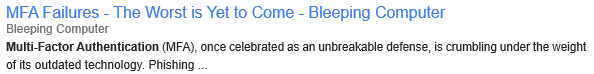 MFA Failures - The Worst is Yet to Come - Bleeping Computer
Bleeping Computer
Multi-Factor Authentication (MFA), once celebrated as an unbreakable defense, is crumbling under the weight
of its outdated technology. Phishing ...